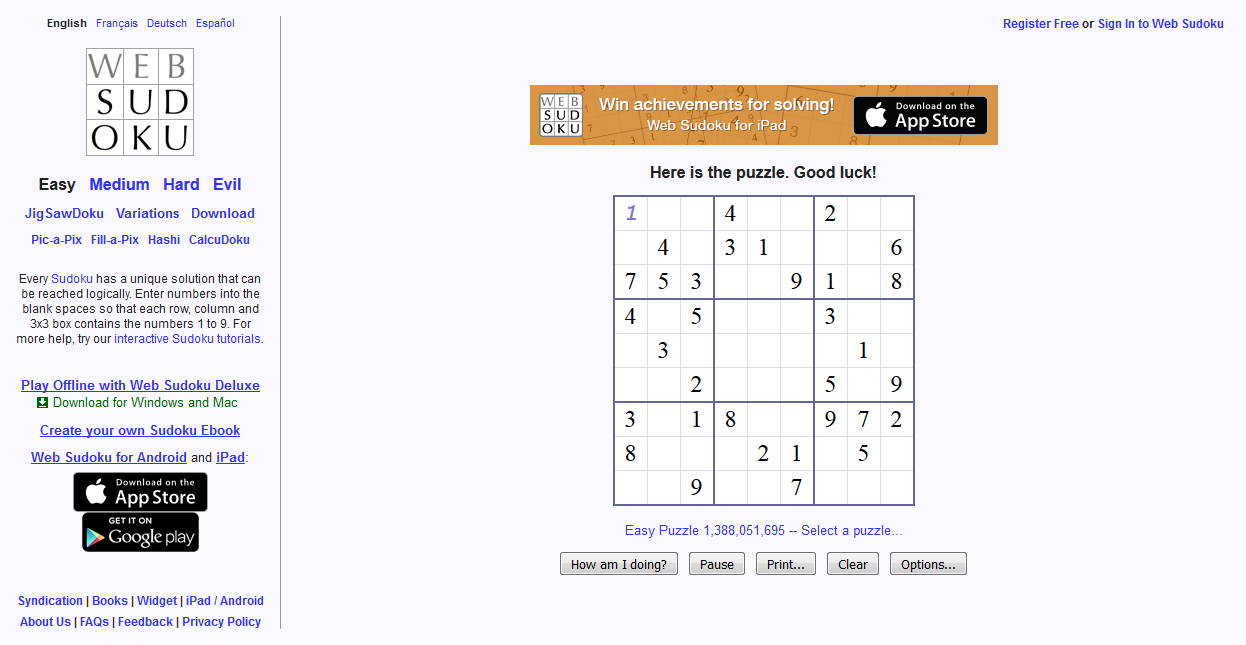 English Français Deutsch Español
WEB
SUD
OKU
Easy Medium Hard Evil
JigSawDoku Variations Download
Pic-a-Pix Fill-a-Pix Hashi CalcuDoku
Every Sudoku has a unique solution that can
be reached logically. Enter numbers into the
blank spaces so that each row, column and
3x3 box contains the numbers 1 to 9. For
more help, try our interactive Sudoku tutorials.
Play Offline with Web Sudoku Deluxe
Download for Windows and Mac
Create your own Sudoku Ebook
Web Sudoku for Android and iPad:
Download on the
App Store
GET IT ON
Google play
Syndication | Books | Widget | iPad / Android
About Us | FAQs | Feedback | Privacy Policy
Register Free or Sign In to Web Sudoku
WEB
SUD
OKU
Win achievements for solving!
Web Sudoku for iPad
Download on the
App Store
Here is the puzzle. Good luck!
1 4 2
4 3 1 6
7 5 3 9 1 8
4 5 3
3 1
2 5 9
3 1 8 9 7 2
8 2 1 5
9 7
Easy Puzzle 1,388,051,695 -- Select a puzzle...
How am I doing? Pause Print... Clear Options...